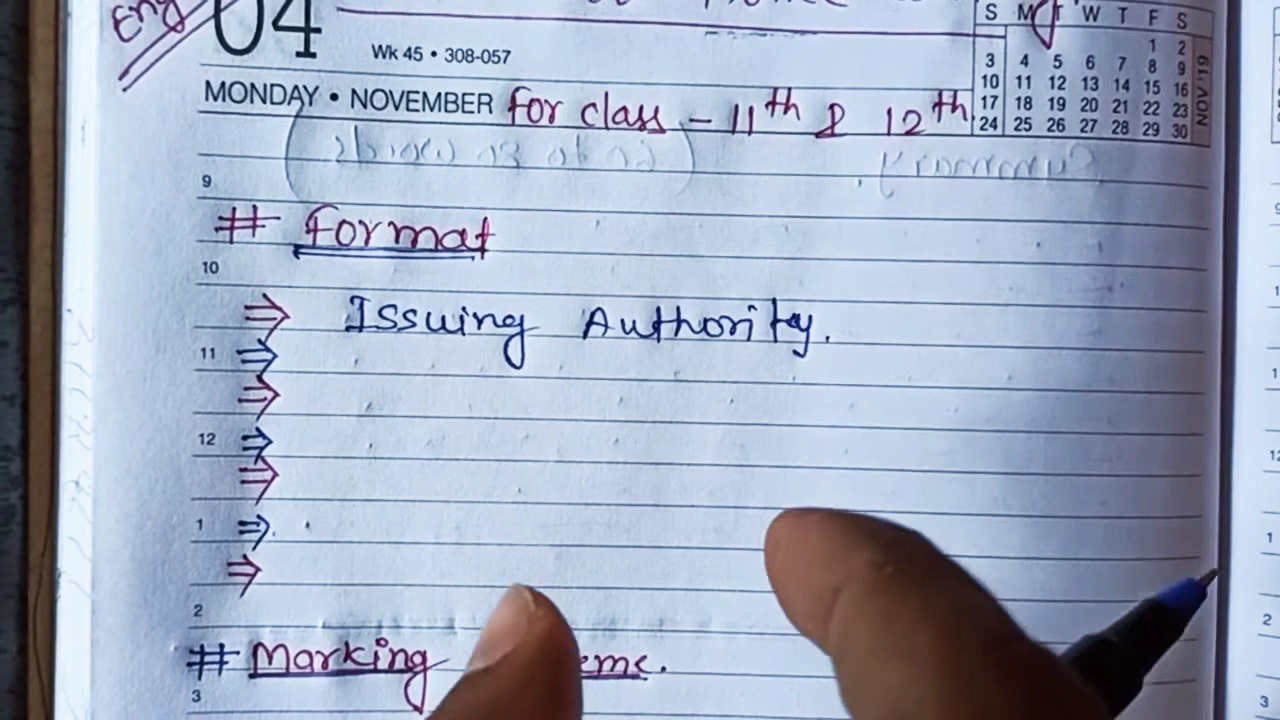 Eng
04
Wk 45 • 308-057
S M T W T F S
1 2
3 4 5 6 7 8 9
10 11 12 13 14 15 16
17 18 19 20 21 22 23
24 25 26 27 28 29 30
NOV '19
MONDAY • NOVEMBER for class - 11th & 12th
9
# Format
10
⇒ Issuing Authority.
11 ⇒
⇒
12 ⇒
⇒
1 ⇒
⇒
2
# Marking
3